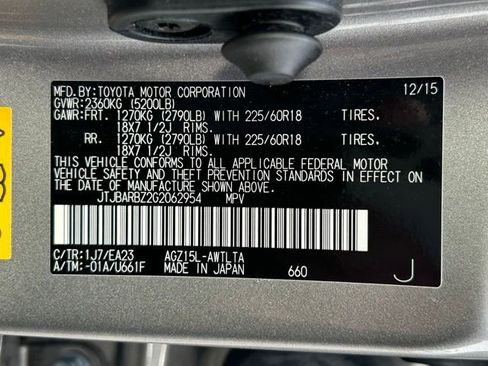 MFD.BY:TOYOTA MOTOR CORPORATION 12/15
GVWR:2360KG (5200LB)
GAWR:FRT. 1270KG (2790LB) WITH 225/60R18 TIRES.
18X7 1/2J RIMS.
RR. 1270KG (2790LB) WITH 225/60R18 TIRES.
18X7 1/2J RIMS.
THIS VEHICLE CONFORMS TO ALL APPLICABLE FEDERAL MOTOR
VEHICLE SAFETY AND THEFT PREVENTION STANDARDS IN EFFECT ON
THE DATE OF MANUFACTURE SHOWN ABOVE.
JTJBARBZ2G2062954 MPV
C/TR:1J7/EA23 AGZ15L-AWTLTA
A/TM:-01A/U661F MADE IN JAPAN 660 J